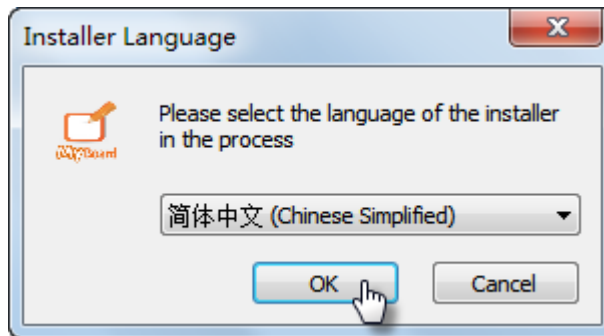 Installer Language
Please select the language of the installer
in the process
MyBoard
简体中文 (Chinese Simplified)
OK
Cancel